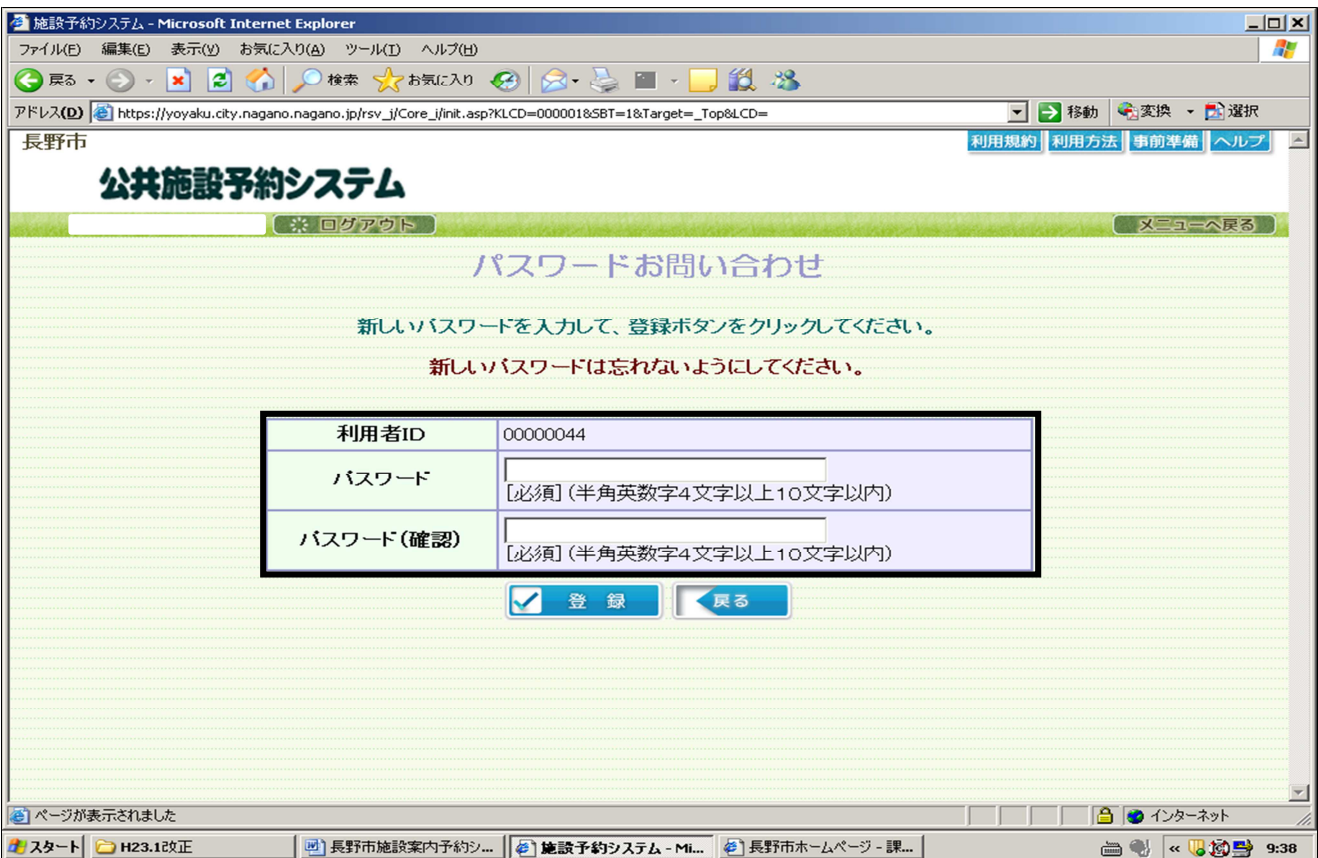 施設予約システム - Microsoft Internet Explorer
ファイル(F) 編集(E) 表示(V) お気に入り(A) ツール(T) ヘルプ(H)
戻る 検索 お気に入り
アドレス(D) https://yoyaku.city.nagano.nagano.jp/rsv_j/Core_i/init.asp?KLCD=000001&SBT=1&Target=_Top&LCD= 移動 変換 選択
長野市 利用規約 利用方法 事前準備 ヘルプ
公共施設予約システム
ログアウト メニューへ戻る
パスワードお問い合わせ
新しいパスワードを入力して、登録ボタンをクリックしてください。
新しいパスワードは忘れないようにしてください。
利用者ID 00000044
パスワード
[必須] (半角英数字4文字以上10文字以内)
パスワード(確認)
[必須] (半角英数字4文字以上10文字以内)
登 録 戻る
ページが表示されました インターネット
スタート H23.1改正 長野市施設案内予約シ... 施設予約システム - Mi... 長野市ホームページ - 課... « 9:38